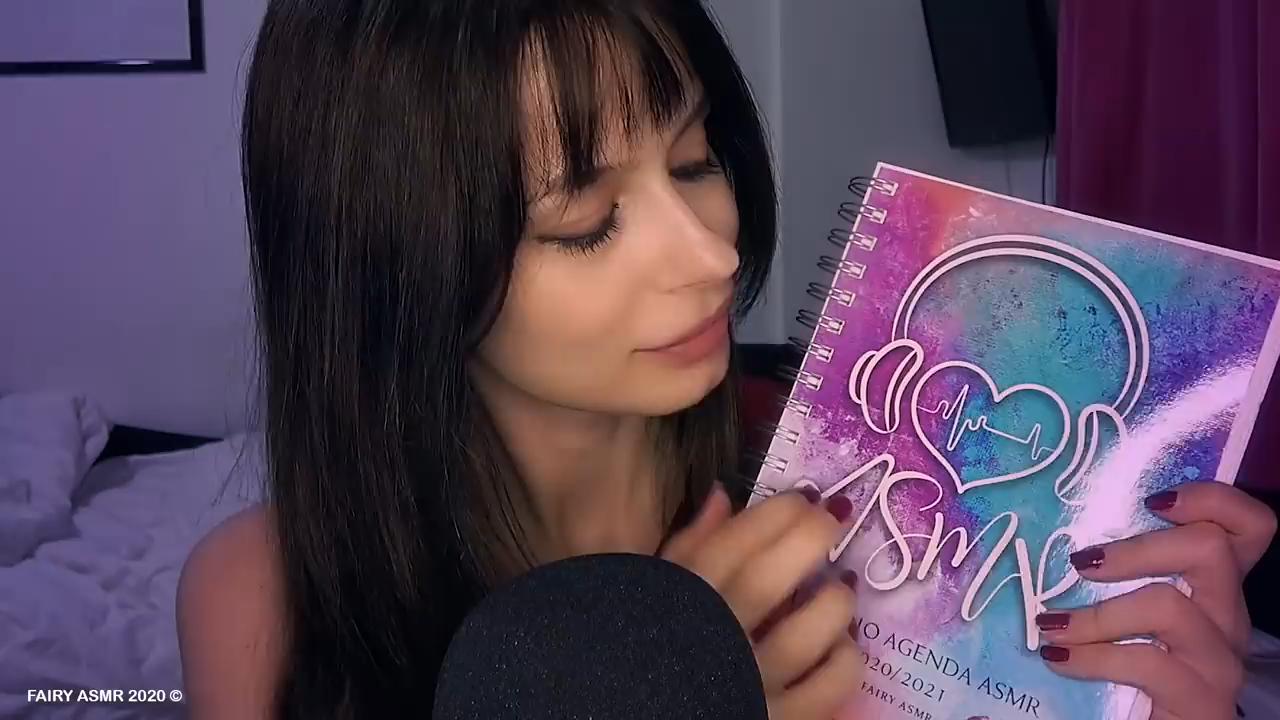 ASMR
AGENDA ASMR
2020/2021
FAIRY ASMR
FAIRY ASMR 2020 ©